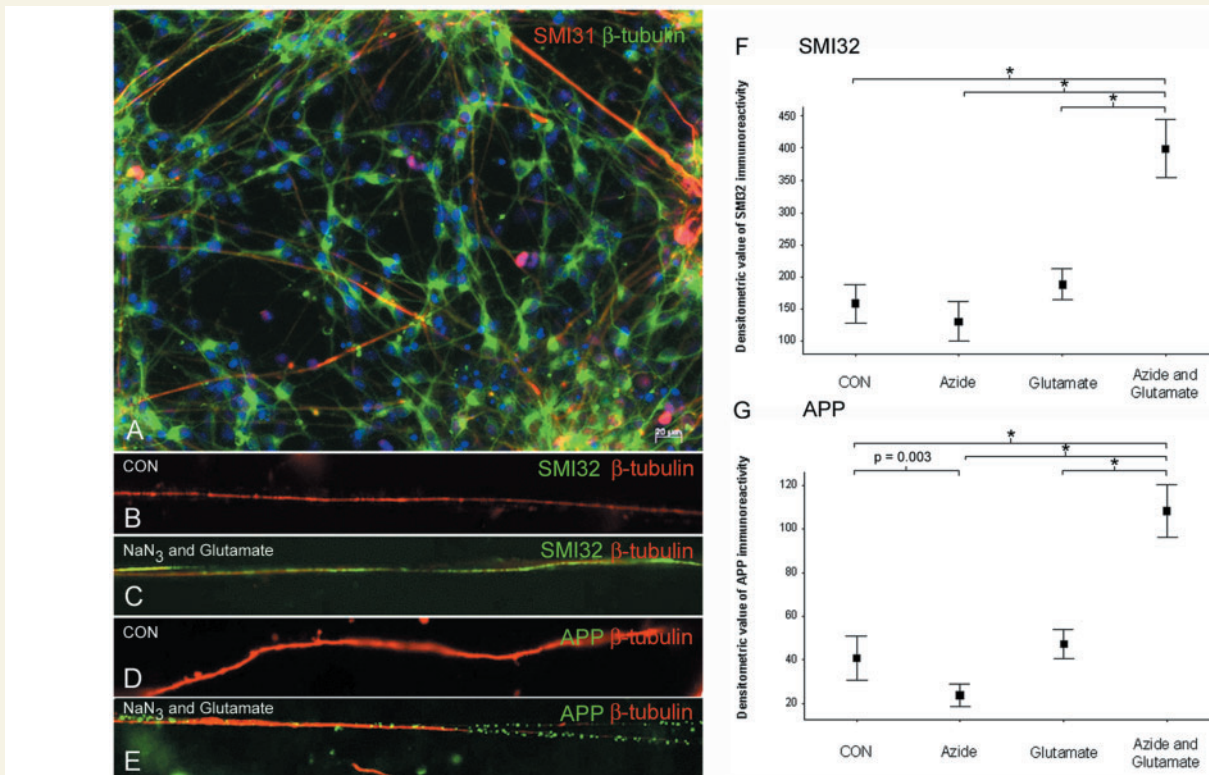 SMI31 β-tubulin
A
20 µm
CON
SMI32 β-tubulin
B
NaN3 and Glutamate
SMI32 β-tubulin
C
CON
APP β-tubulin
D
NaN3 and Glutamate
APP β-tubulin
E
F SMI32
*
*
*
Densitometric value of SMI32 immunoreactivity
450
400
350
300
250
200
150
100
CON Azide Glutamate Azide and
Glutamate
G APP
*
*
p = 0.003 *
Densitometric value of APP immunoreactivity
120
100
80
60
40
20
CON Azide Glutamate Azide and
Glutamate